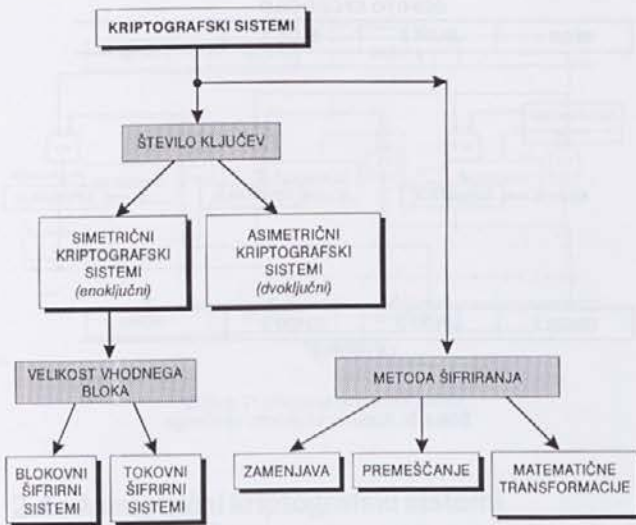 KRIPTOGRAFSKI SISTEMI
ŠTEVILO KLJUČEV
SIMETRIČNI
KRIPTOGRAFSKI
SISTEMI
(enoključni)
ASIMETRIČNI
KRIPTOGRAFSKI
SISTEMI
(dvoključni)
VELIKOST VHODNEGA
BLOKA
METODA ŠIFRIRANJA
BLOKOVNI
ŠIFRIRNI
SISTEMI
TOKOVNI
ŠIFRIRNI
SISTEMI
ZAMENJAVA
PREMEŠČANJE
MATEMATIČNE
TRANSFORMACIJE